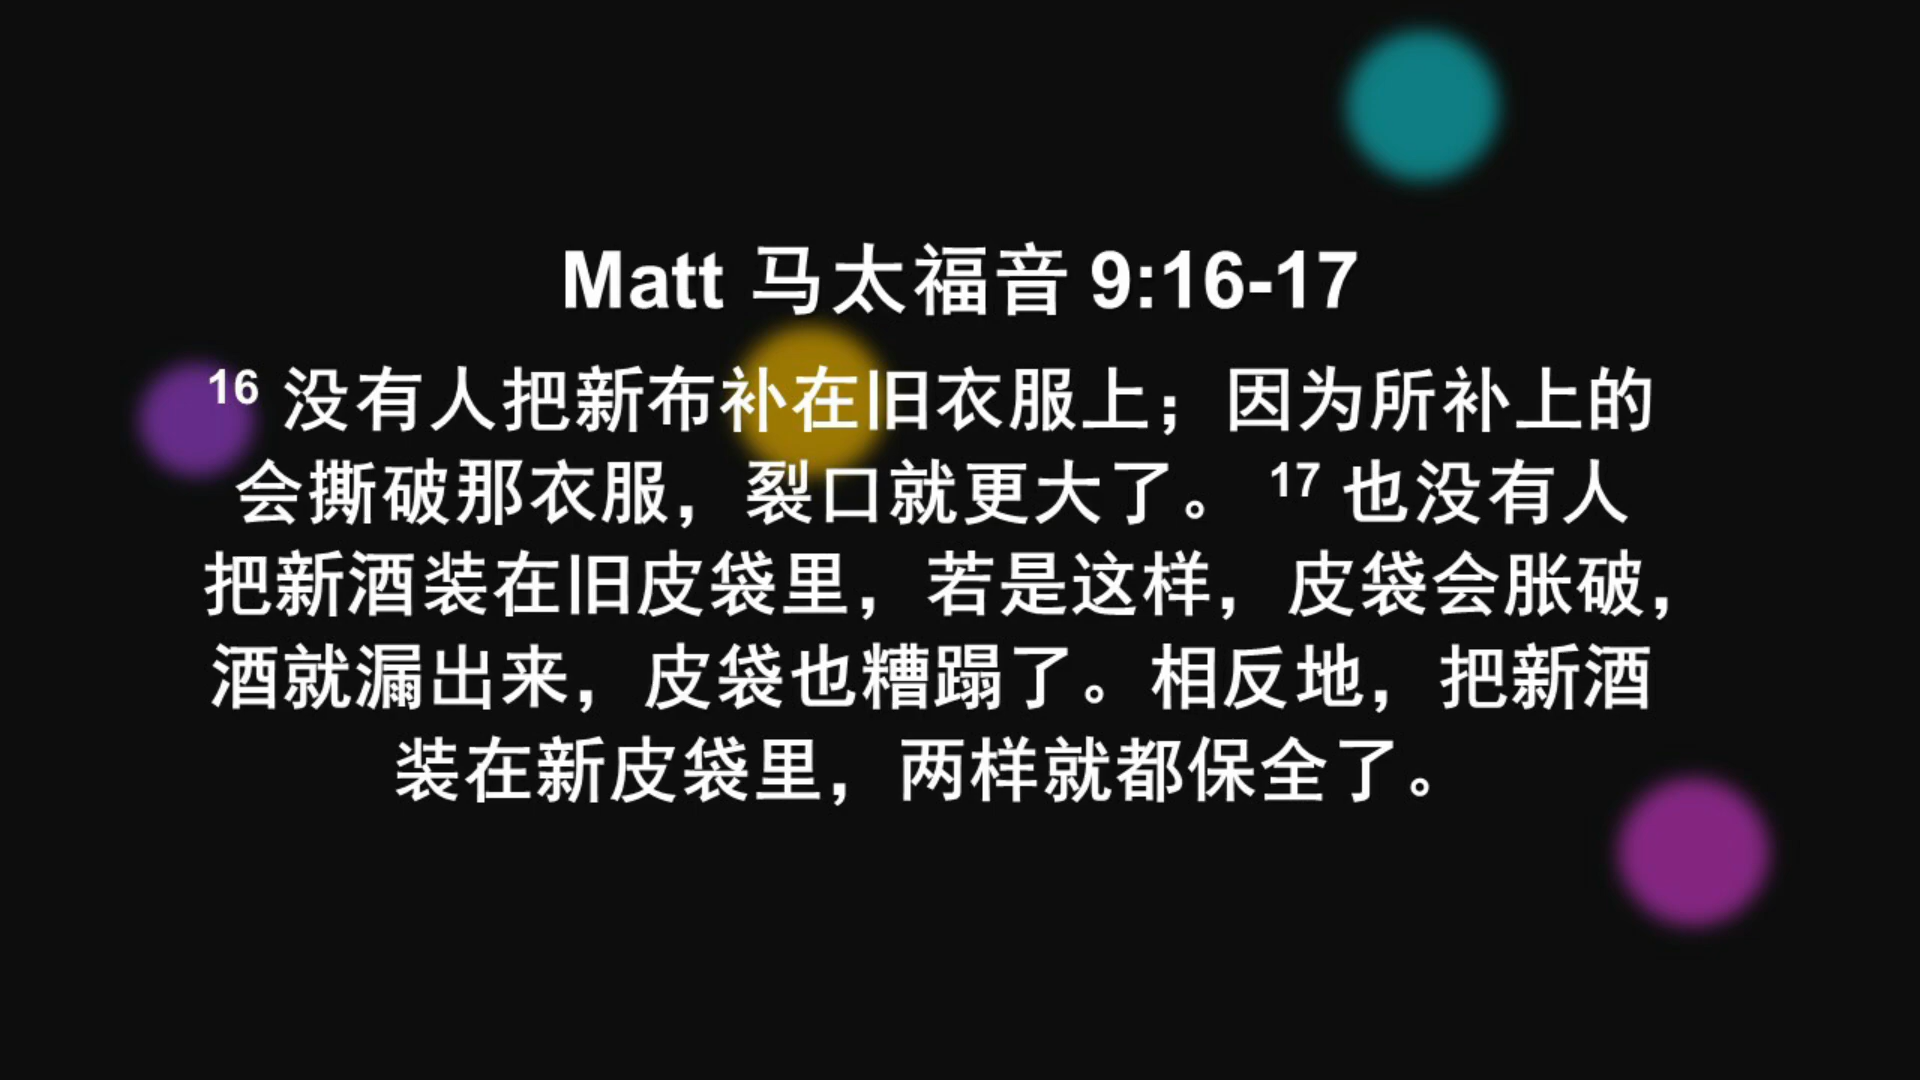 Matt 马太福音 9:16-17
16 没有人把新布补在旧衣服上；因为所补上的
会撕破那衣服，裂口就更大了。 17 也没有人
把新酒装在旧皮袋里，若是这样，皮袋会胀破，
酒就漏出来，皮袋也糟蹋了。相反地，把新酒
装在新皮袋里，两样就都保全了。